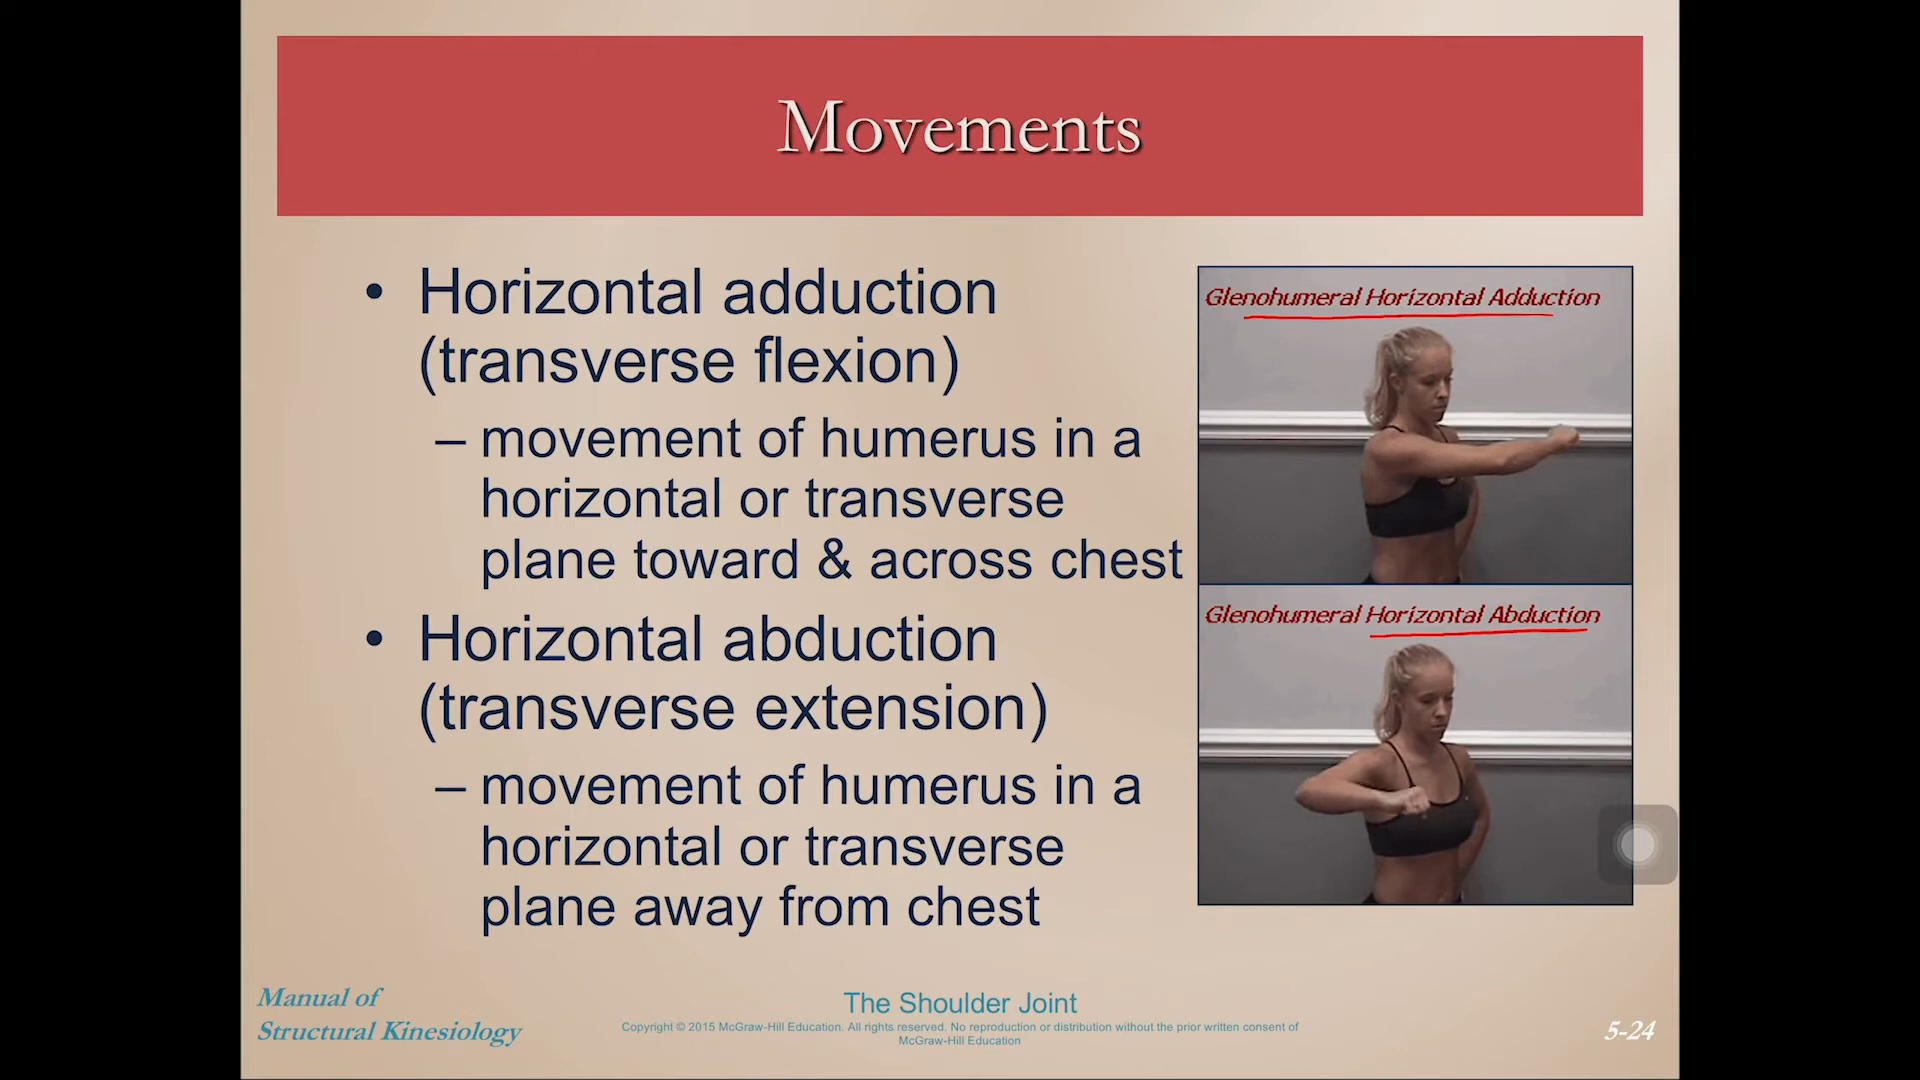 Movements
• Horizontal adduction
(transverse flexion)
– movement of humerus in a
horizontal or transverse
plane toward & across chest
• Horizontal abduction
(transverse extension)
– movement of humerus in a
horizontal or transverse
plane away from chest
Glenohumeral Horizontal Adduction
Glenohumeral Horizontal Abduction
Manual of
Structural Kinesiology
The Shoulder Joint
Copyright © 2015 McGraw-Hill Education. All rights reserved. No reproduction or distribution without the prior written consent of
McGraw-Hill Education
5-24